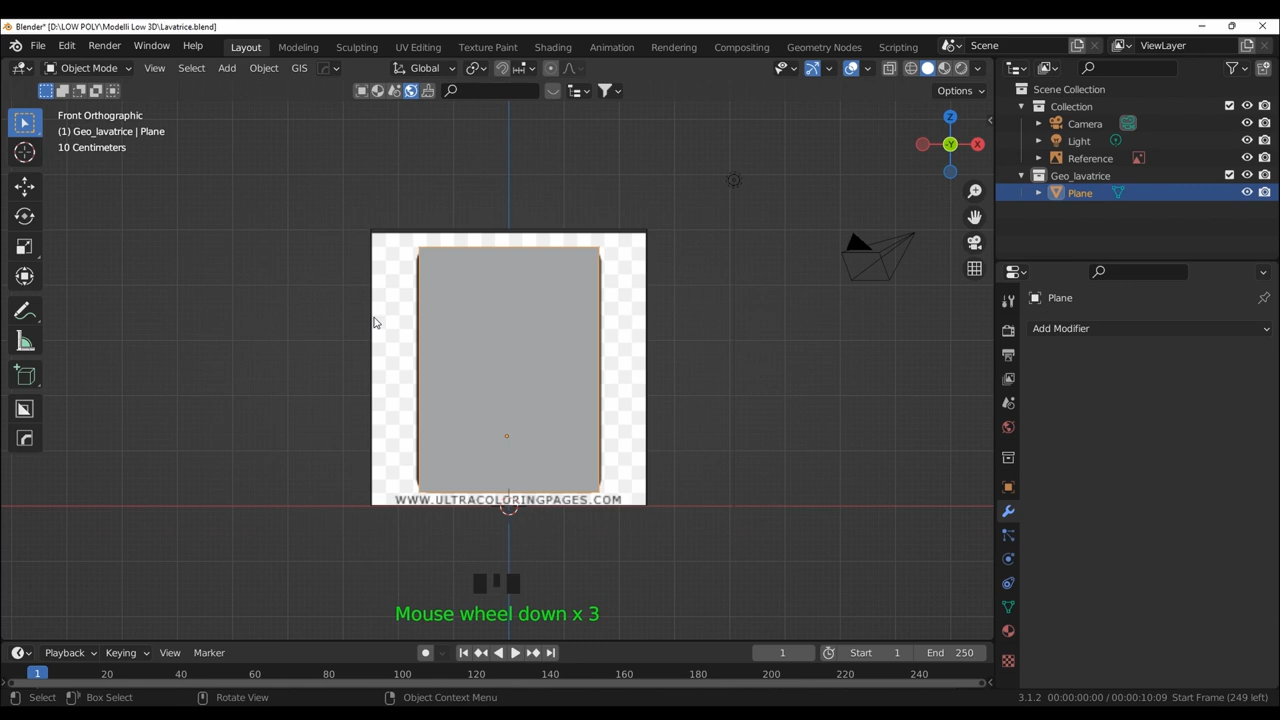 Blender* [D:\LOW POLY\Modelli Low 3D\Lavatrice.blend]
File Edit Render Window Help Layout Modeling Sculpting UV Editing Texture Paint Shading Animation Rendering Compositing Geometry Nodes Scripting Scene ViewLayer
Object Mode View Select Add Object GIS Global
Options
Front Orthographic
(1) Geo_lavatrice | Plane
10 Centimeters
Z
-Y
X
Scene Collection
Collection
Camera
Light
Reference
Geo_lavatrice
Plane
Plane
Add Modifier
WWW.ULTRACOLORINGPAGES.COM
Mouse wheel down x 3
Playback Keying View Marker 1 Start 1 End 250
1 20 40 60 80 100 120 140 160 180 200 220 240
Select Box Select Rotate View Object Context Menu 3.1.2 00:00:00:00 / 00:00:10:09 Start Frame (249 left)